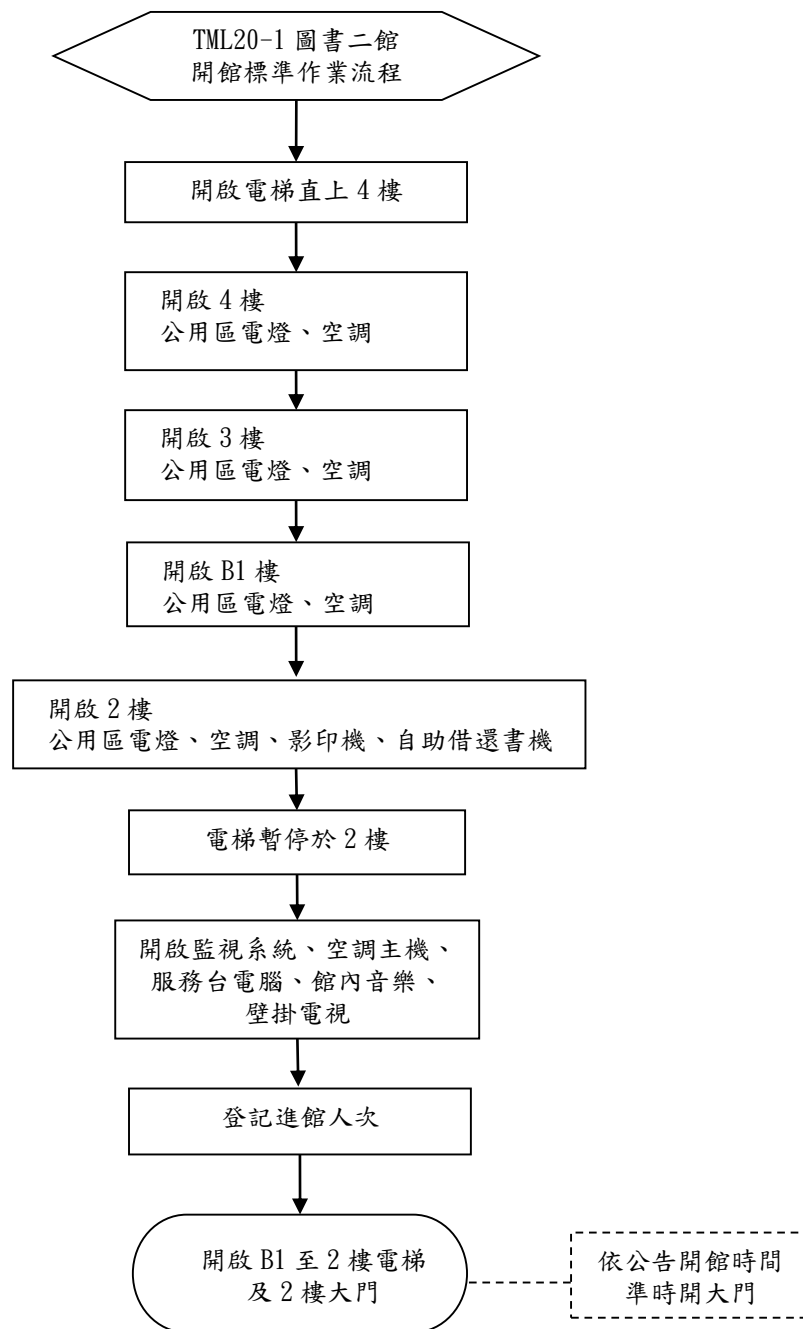 TML20-1 圖書二館
開館標準作業流程
開啟電梯直上 4 樓
開啟 4 樓
公用區電燈、空調
開啟 3 樓
公用區電燈、空調
開啟 B1 樓
公用區電燈、空調
開啟 2 樓
公用區電燈、空調、影印機、自助借還書機
電梯暫停於 2 樓
開啟監視系統、空調主機、
服務台電腦、館內音樂、
壁掛電視
登記進館人次
開啟 B1 至 2 樓電梯
及 2 樓大門
依公告開館時間
準時開大門